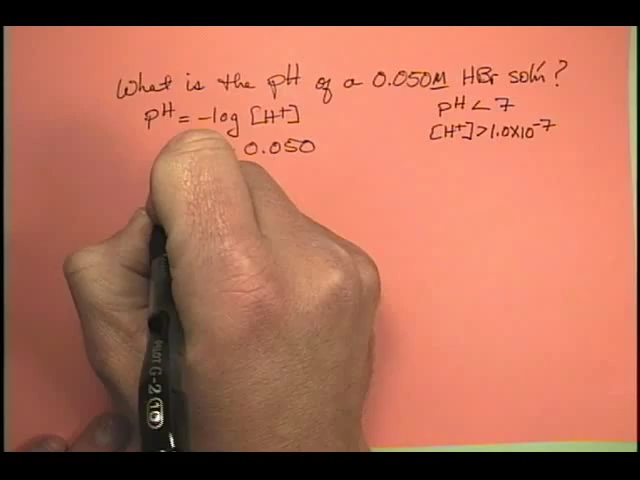 What is the pH of a 0.050M HBr soln?
pH = -log [H+]
0.050
pH < 7
[H+] > 1.0X10-7
PILOT G-2 10